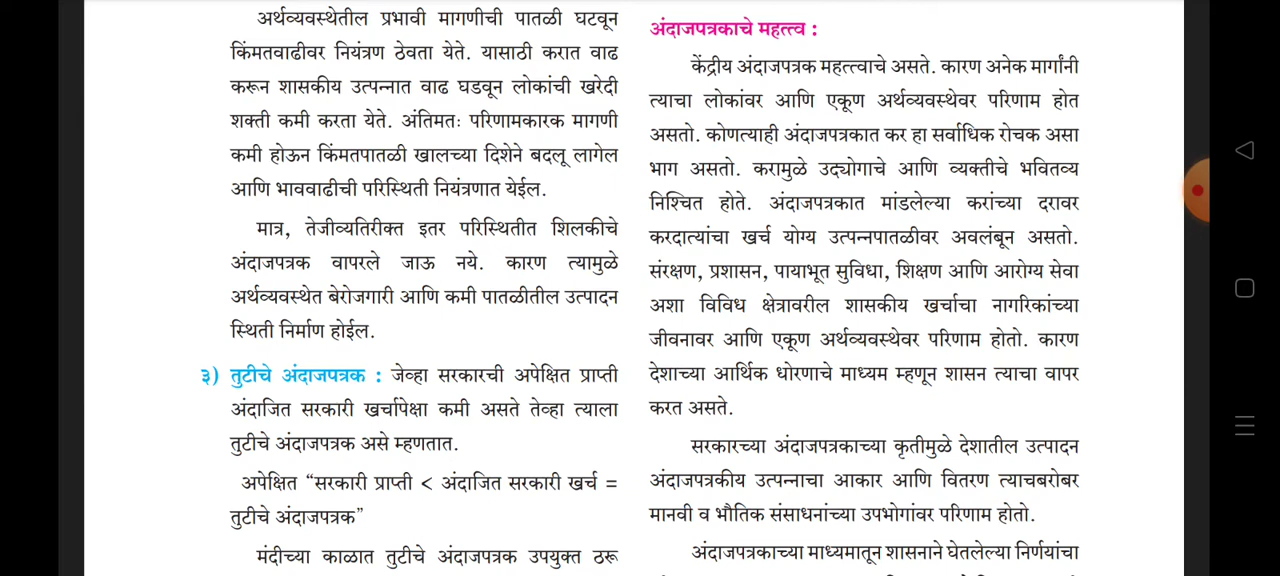 अर्थव्यवस्थेतील प्रभावी मागणीची पातळी घटवून
किंमतवाढीवर नियंत्रण ठेवता येते. यासाठी करात वाढ
करून शासकीय उत्पन्नात वाढ घडवून लोकांची खरेदी
शक्ती कमी करता येते. अंतिमतः परिणामकारक मागणी
कमी होऊन किंमतपातळी खालच्या दिशेने बदलू लागेल
आणि भाववाढीची परिस्थिती नियंत्रणात येईल.
मात्र, तेजीव्यतिरीक्त इतर परिस्थितीत शिलकीचे
अंदाजपत्रक वापरले जाऊ नये. कारण त्यामुळे
अर्थव्यवस्थेत बेरोजगारी आणि कमी पातळीतील उत्पादन
स्थिती निर्माण होईल.
३) तुटीचे अंदाजपत्रक : जेव्हा सरकारची अपेक्षित प्राप्ती
अंदाजित सरकारी खर्चापेक्षा कमी असते तेव्हा त्याला
तुटीचे अंदाजपत्रक असे म्हणतात.
अपेक्षित “सरकारी प्राप्ती < अंदाजित सरकारी खर्च =
तुटीचे अंदाजपत्रक”
मंदीच्या काळात तुटीचे अंदाजपत्रक उपयुक्त ठरू
अंदाजपत्रकाचे महत्त्व :
केंद्रीय अंदाजपत्रक महत्त्वाचे असते. कारण अनेक मार्गांनी
त्याचा लोकांवर आणि एकूण अर्थव्यवस्थेवर परिणाम होत
असतो. कोणत्याही अंदाजपत्रकात कर हा सर्वाधिक रोचक असा
भाग असतो. करामुळे उद्योगाचे आणि व्यक्तीचे भवितव्य
निश्चित होते. अंदाजपत्रकात मांडलेल्या करांच्या दरावर
करदात्यांचा खर्च योग्य उत्पन्नपातळीवर अवलंबून असतो.
संरक्षण, प्रशासन, पायाभूत सुविधा, शिक्षण आणि आरोग्य सेवा
अशा विविध क्षेत्रावरील शासकीय खर्चाचा नागरिकांच्या
जीवनावर आणि एकूण अर्थव्यवस्थेवर परिणाम होतो. कारण
देशाच्या आर्थिक धोरणाचे माध्यम म्हणून शासन त्याचा वापर
करत असते.
सरकारच्या अंदाजपत्रकाच्या कृतीमुळे देशातील उत्पादन
अंदाजपत्रकीय उत्पन्नाचा आकार आणि वितरण त्याचबरोबर
मानवी व भौतिक संसाधनांच्या उपभोगांवर परिणाम होतो.
अंदाजपत्रकाच्या माध्यमातून शासनाने घेतलेल्या निर्णयांचा